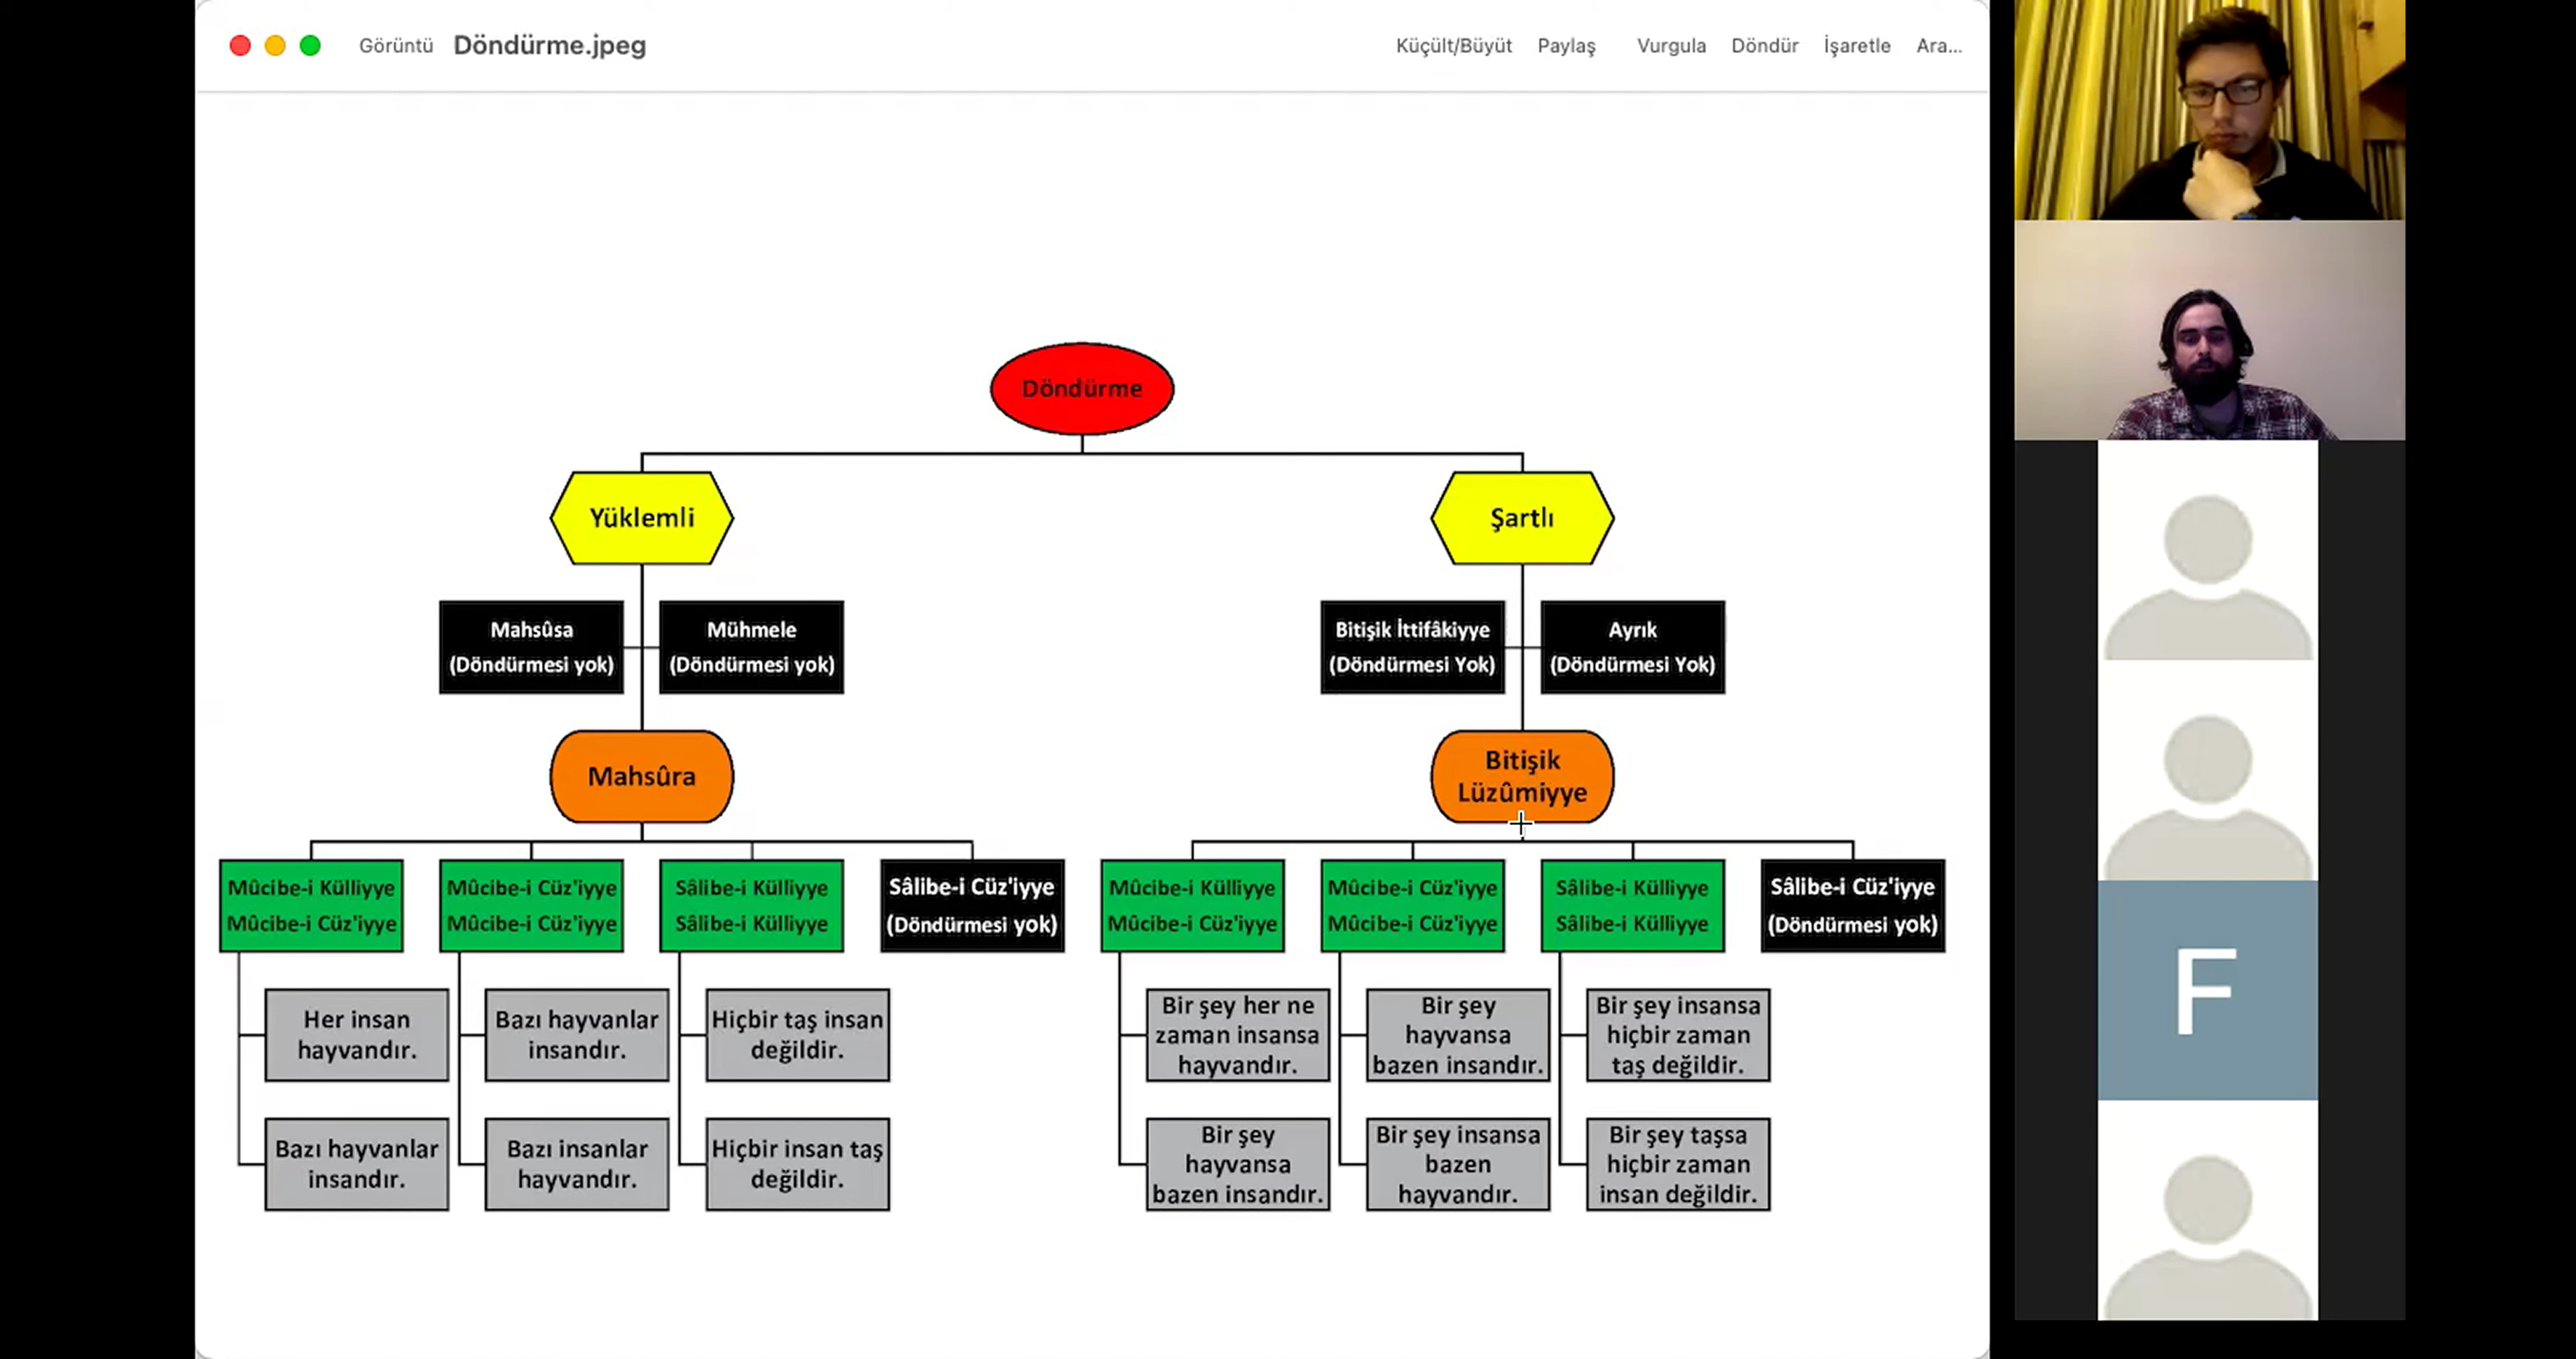 Görüntü Döndürme.jpeg Küçült/Büyüt Paylaş Vurgula Döndür İşaretle Ara...
Döndürme
Yüklemli
Şartlı
Mahsûsa
(Döndürmesi yok)
Mühmele
(Döndürmesi yok)
Bitişik İttifâkiyye
(Döndürmesi Yok)
Ayrık
(Döndürmesi Yok)
Mahsûra
Bitişik
Lüzûmiyye
Mûcibe-i Külliyye
Mûcibe-i Cüz'iyye
Mûcibe-i Cüz'iyye
Mûcibe-i Cüz'iyye
Sâlibe-i Külliyye
Sâlibe-i Külliyye
Sâlibe-i Cüz'iyye
(Döndürmesi yok)
Mûcibe-i Külliyye
Mûcibe-i Cüz'iyye
Mûcibe-i Cüz'iyye
Mûcibe-i Cüz'iyye
Sâlibe-i Külliyye
Sâlibe-i Külliyye
Sâlibe-i Cüz'iyye
(Döndürmesi yok)
Her insan
hayvandır.
Bazı hayvanlar
insandır.
Hiçbir taş insan
değildir.
Bir şey her ne
zaman insansa
hayvandır.
Bir şey
hayvansa
bazen insandır.
Bir şey insansa
hiçbir zaman
taş değildir.
Bazı hayvanlar
insandır.
Bazı insanlar
hayvandır.
Hiçbir insan taş
değildir.
Bir şey
hayvansa
bazen insandır.
Bir şey insansa
bazen
hayvandır.
Bir şey taşsa
hiçbir zaman
insan değildir.
F